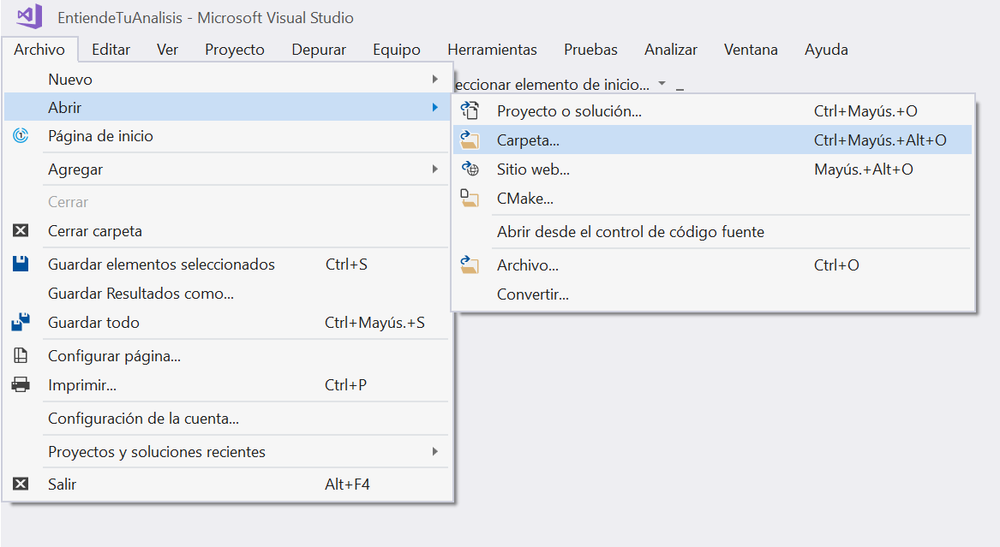 EntiendeTuAnalisis - Microsoft Visual Studio
Archivo Editar Ver Proyecto Depurar Equipo Herramientas Pruebas Analizar Ventana Ayuda
eccionar elemento de inicio...
Nuevo
Abrir
Página de inicio
Agregar
Cerrar
Cerrar carpeta
Guardar elementos seleccionados Ctrl+S
Guardar Resultados como...
Guardar todo Ctrl+Mayús.+S
Configurar página...
Imprimir... Ctrl+P
Configuración de la cuenta...
Proyectos y soluciones recientes
Salir Alt+F4
Proyecto o solución... Ctrl+Mayús.+O
Carpeta... Ctrl+Mayús.+Alt+O
Sitio web... Mayús.+Alt+O
CMake...
Abrir desde el control de código fuente
Archivo... Ctrl+O
Convertir...